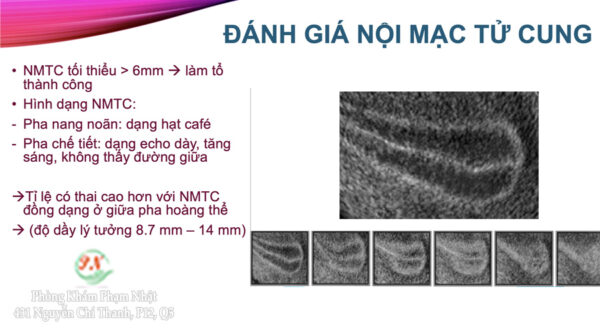 ĐÁNH GIÁ NỘI MẠC TỬ CUNG
• NMTC tối thiểu > 6mm → làm tổ
thành công
• Hình dạng NMTC:
- Pha nang noãn: dạng hạt café
- Pha chế tiết: dạng echo dày, tăng
sáng, không thấy đường giữa
→Tỉ lệ có thai cao hơn với NMTC
đồng dạng ở giữa pha hoàng thể
→ (độ dầy lý tưởng 8.7 mm – 14 mm)
Phòng Khám Phạm Nhật
491 Nguyễn Chí Thanh, P12, Q5